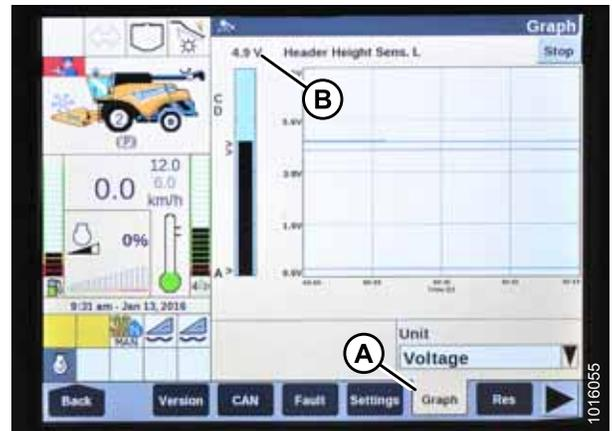 Graph
4.9 V Header Height Sens. L Stop
B
C
D
2
(P)
12.0
0.0 6.0
km/h
0%
A
9:31 am - Jan 13, 2016
MAN
Unit
A
Voltage
Back Version CAN Fault Settings Graph Res
1016055